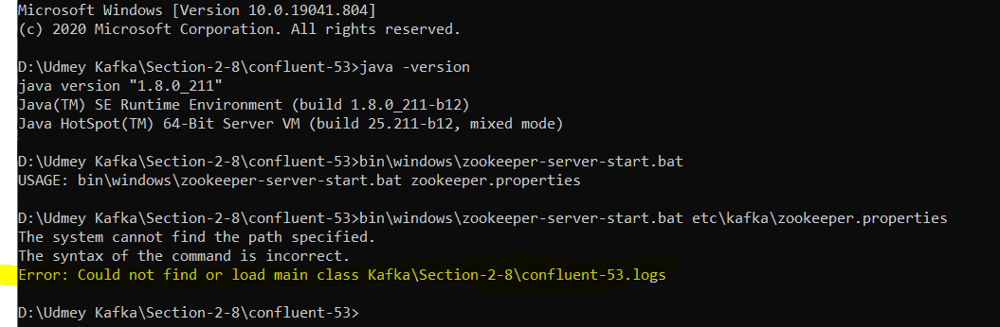 Microsoft Windows [Version 10.0.19041.804]
(c) 2020 Microsoft Corporation. All rights reserved.
D:\Udmey Kafka\Section-2-8\confluent-53>java -version
java version "1.8.0_211"
Java(TM) SE Runtime Environment (build 1.8.0_211-b12)
Java HotSpot(TM) 64-Bit Server VM (build 25.211-b12, mixed mode)
D:\Udmey Kafka\Section-2-8\confluent-53>bin\windows\zookeeper-server-start.bat
USAGE: bin\windows\zookeeper-server-start.bat zookeeper.properties
D:\Udmey Kafka\Section-2-8\confluent-53>bin\windows\zookeeper-server-start.bat etc\kafka\zookeeper.properties
The system cannot find the path specified.
The syntax of the command is incorrect.
Error: Could not find or load main class Kafka\Section-2-8\confluent-53.logs
D:\Udmey Kafka\Section-2-8\confluent-53>